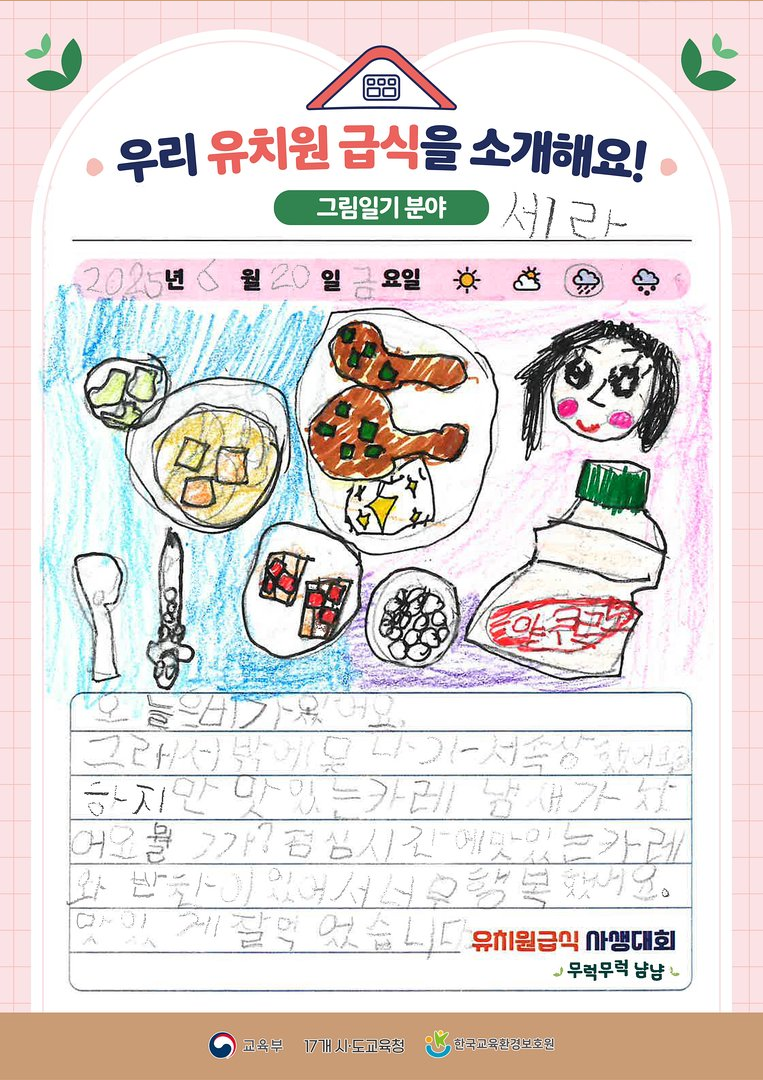 우리 유치원 급식을 소개해요!
그림일기 분야
세라
2025년 6월 20일 금요일
야쿠르
오늘은비가왔어요.
그래서밖에못 나가서속상했어요
하지만 맛있는카레 냄새가 났
어요뭘 점심시간에맛있는카레
와 반찬이있어서너무행복했어요.
맛있게잘먹었습니다
유치원급식 사생대회
무럭무럭 냠냠
교육부 17개 시·도교육청 한국교육환경보호원